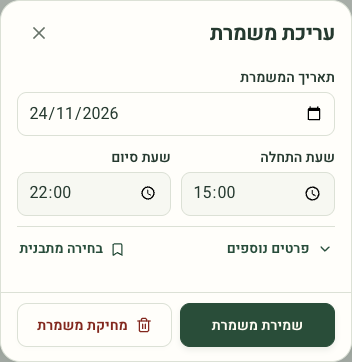 עריכת משמרת
תאריך המשמרת
24/11/2026
שעת התחלה
15:00
שעת סיום
22:00
פרטים נוספים
בחירה מתבנית
שמירת משמרת
מחיקת משמרת